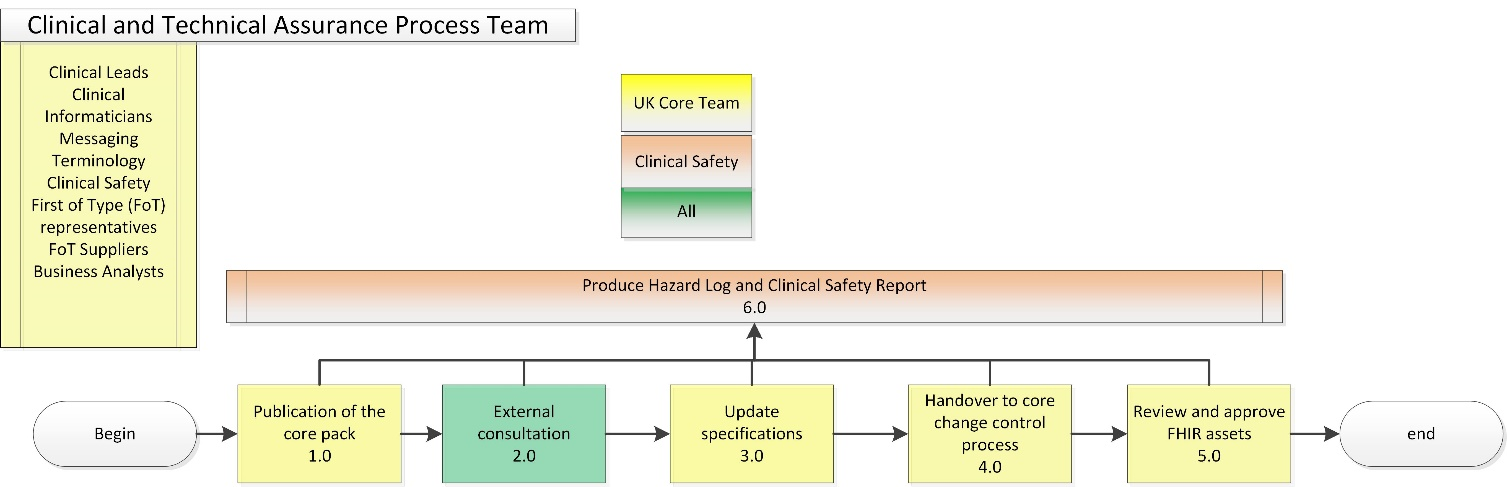 Clinical and Technical Assurance Process Team
Clinical Leads
Clinical
Informaticians
Messaging
Terminology
Clinical Safety
First of Type (FoT)
representatives
FoT Suppliers
Business Analysts
UK Core Team
Clinical Safety
All
Produce Hazard Log and Clinical Safety Report
6.0
Begin
Publication of the
core pack
1.0
External
consultation
2.0
Update
specifications
3.0
Handover to core
change control
process
4.0
Review and approve
FHIR assets
5.0
end